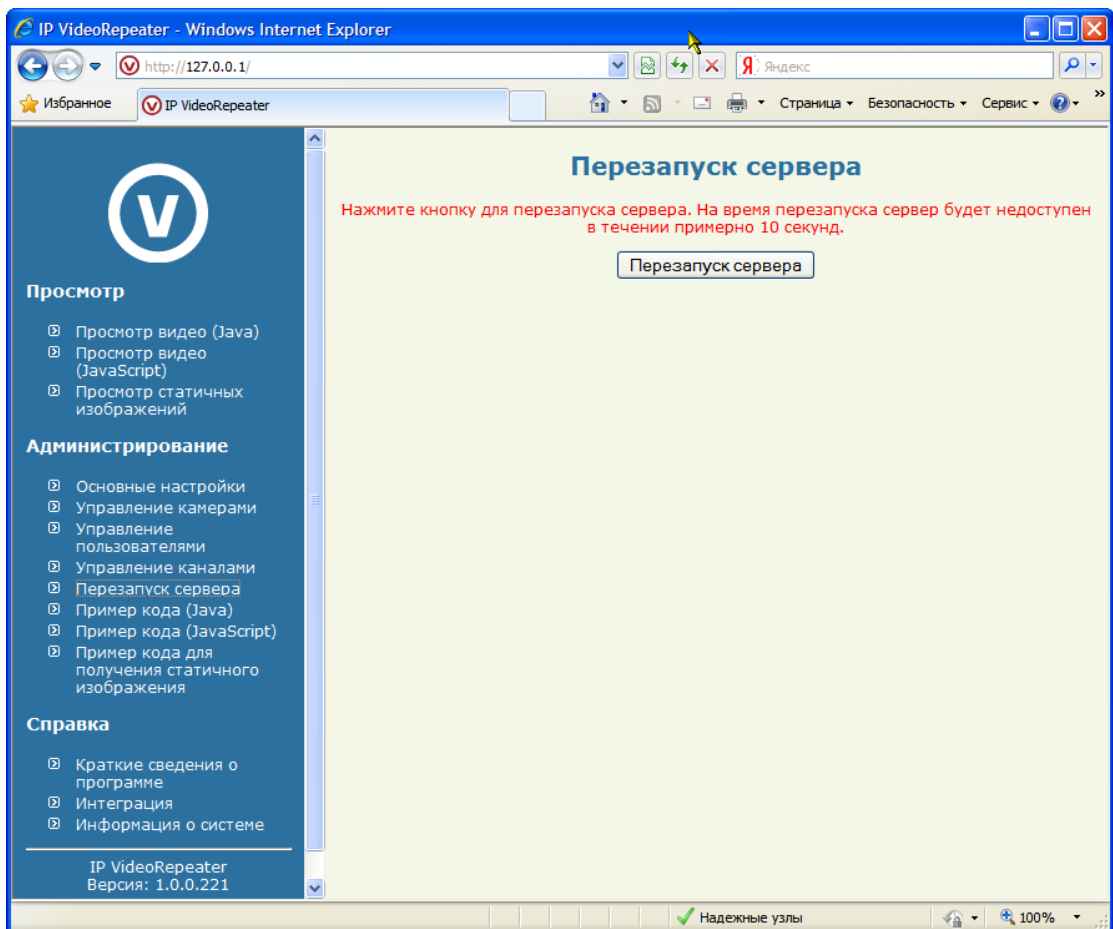 IP VideoRepeater - Windows Internet Explorer
http://127.0.0.1/
Я Яндекс
Избранное
IP VideoRepeater
Страница
Безопасность
Сервис
»
V
Просмотр
Просмотр видео (Java)
Просмотр видео
(JavaScript)
Просмотр статичных
изображений
Администрирование
Основные настройки
Управление камерами
Управление
пользователями
Управление каналами
Перезапуск сервера
Пример кода (Java)
Пример кода (JavaScript)
Пример кода для
получения статичного
изображения
Справка
Краткие сведения о
программе
Интеграция
Информация о системе
IP VideoRepeater
Версия: 1.0.0.221
Перезапуск сервера
Нажмите кнопку для перезапуска сервера. На время перезапуска сервер будет недоступен
в течении примерно 10 секунд.
Перезапуск сервера
Надежные узлы
100%